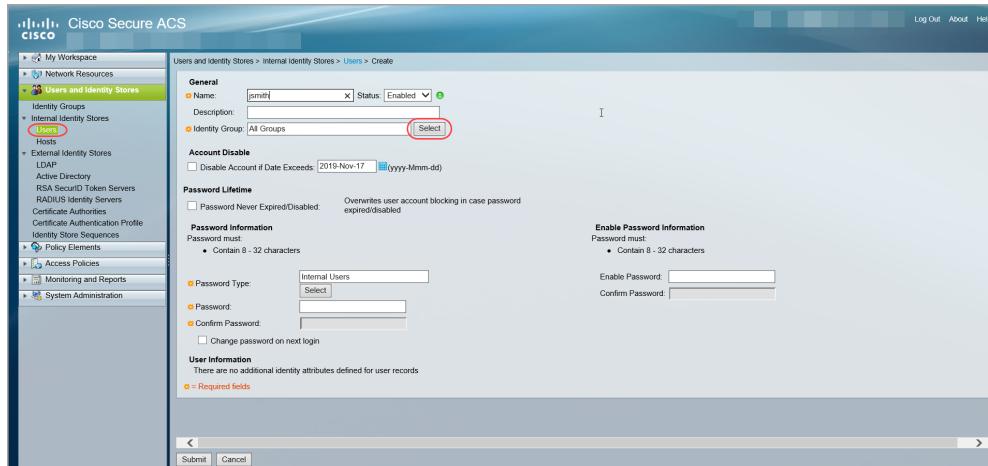 Cisco Secure ACS
CISCO
Log Out About Hel
My Workspace
Network Resources
Users and Identity Stores
Identity Groups
Internal Identity Stores
Users
Hosts
External Identity Stores
LDAP
Active Directory
RSA SecurID Token Servers
RADIUS Identity Servers
Certificate Authorities
Certificate Authentication Profile
Identity Store Sequences
Policy Elements
Access Policies
Monitoring and Reports
System Administration
Users and Identity Stores > Internal Identity Stores > Users > Create
General
Name: jsmith Status: Enabled
Description:
Identity Group: All Groups Select
Account Disable
Disable Account if Date Exceeds: 2019-Nov-17 (yyyy-Mmm-dd)
Password Lifetime
Password Never Expired/Disabled: Overwrites user account blocking in case password
expired/disabled
Password Information
Password must:
• Contain 8 - 32 characters
Password Type: Internal Users
Select
Password:
Confirm Password:
Change password on next login
Enable Password Information
Password must:
• Contain 8 - 32 characters
Enable Password:
Confirm Password:
User Information
There are no additional identity attributes defined for user records
= Required fields
Submit Cancel